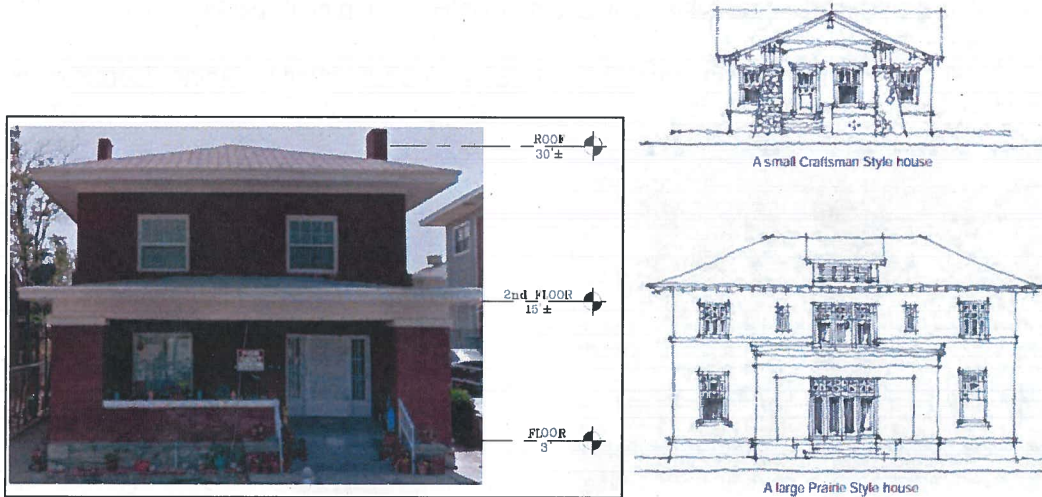 ROOF
30'±
2nd FLOOR
15'±
FLOOR
3'
A small Craftsman Style house
A large Prairie Style house